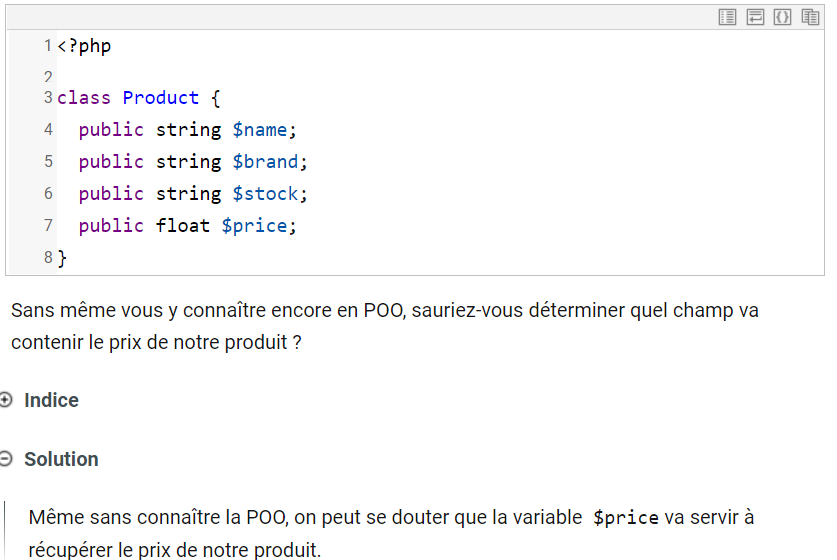 1 <?php
2
3 class Product {
4 public string $name;
5 public string $brand;
6 public string $stock;
7 public float $price;
8 }
Sans même vous y connaître encore en POO, sauriez-vous déterminer quel champ va
contenir le prix de notre produit ?
Indice
Solution
Même sans connaître la POO, on peut se douter que la variable $price va servir à
récupérer le prix de notre produit.